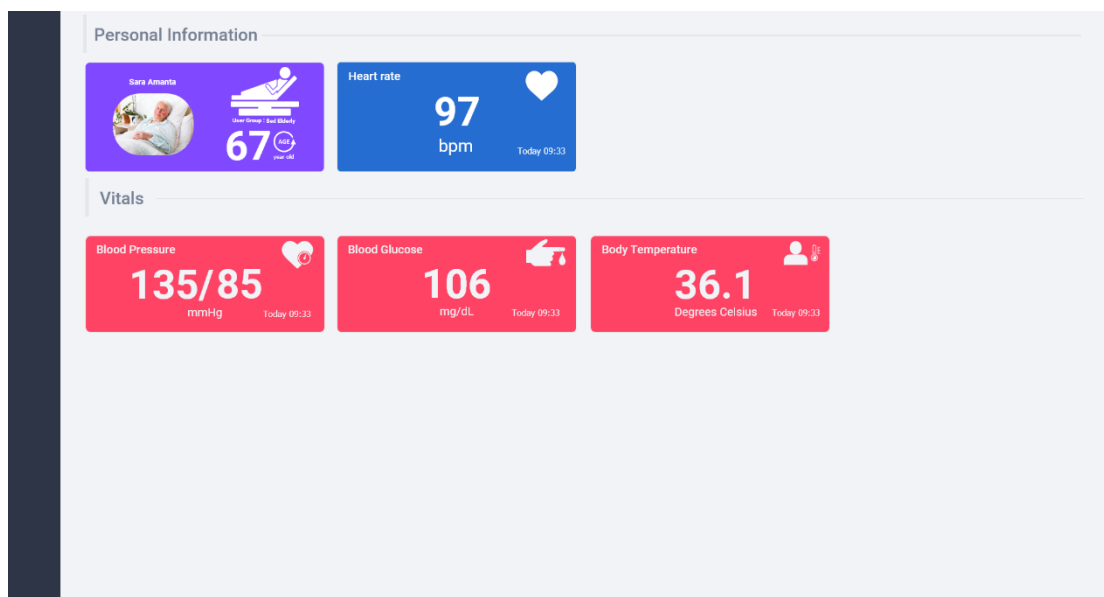 Personal Information
Sara Amanta
User Group : Bed Elderly
67
AGE
year old
Heart rate
97
bpm
Today 09:33
Vitals
Blood Pressure
135/85
mmHg
Today 09:33
Blood Glucose
106
mg/dL
Today 09:33
Body Temperature
36.1
Degrees Celsius
Today 09:33